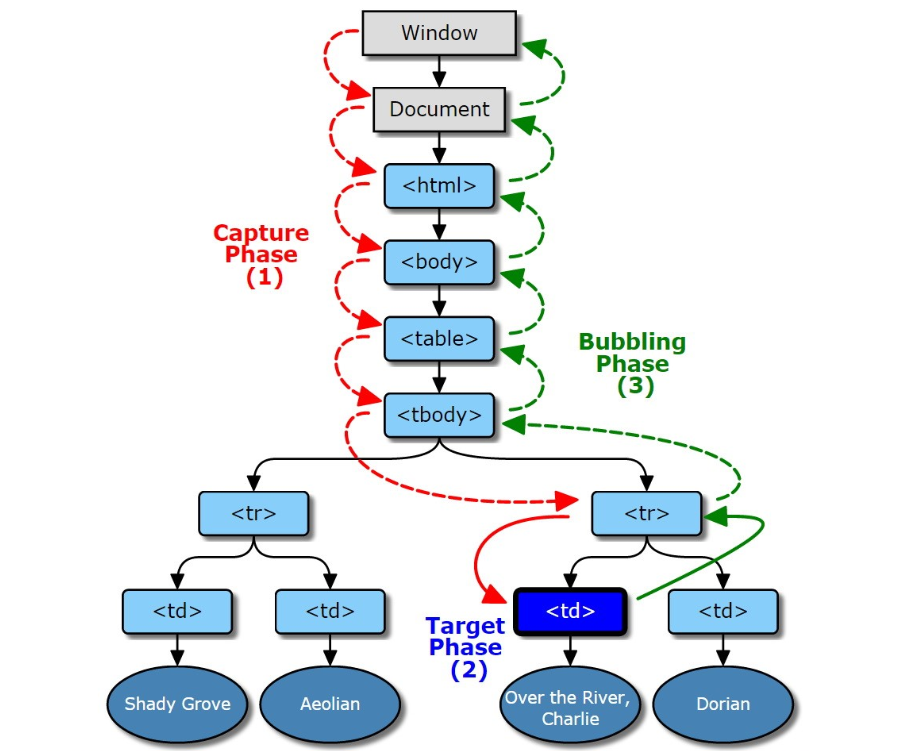 Window
Document
<html>
Capture
Phase
(1)
<body>
<table>
Bubbling
Phase
(3)
<tbody>
<tr>
<tr>
<td>
<td>
<td>
<td>
Target
Phase
(2)
Shady Grove
Aeolian
Over the River,
Charlie
Dorian